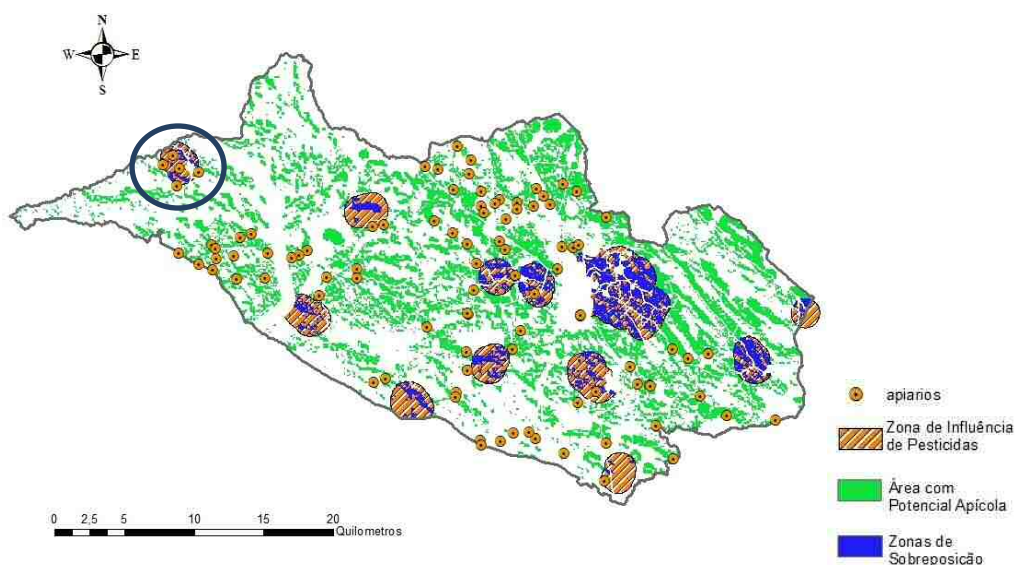 N
W E
S
apiarios
Zona de Influência
de Pesticidas
Área com
Potencial Apícola
Zonas de
Sobreposição
0 2,5 5 10 15 20
Quilometros